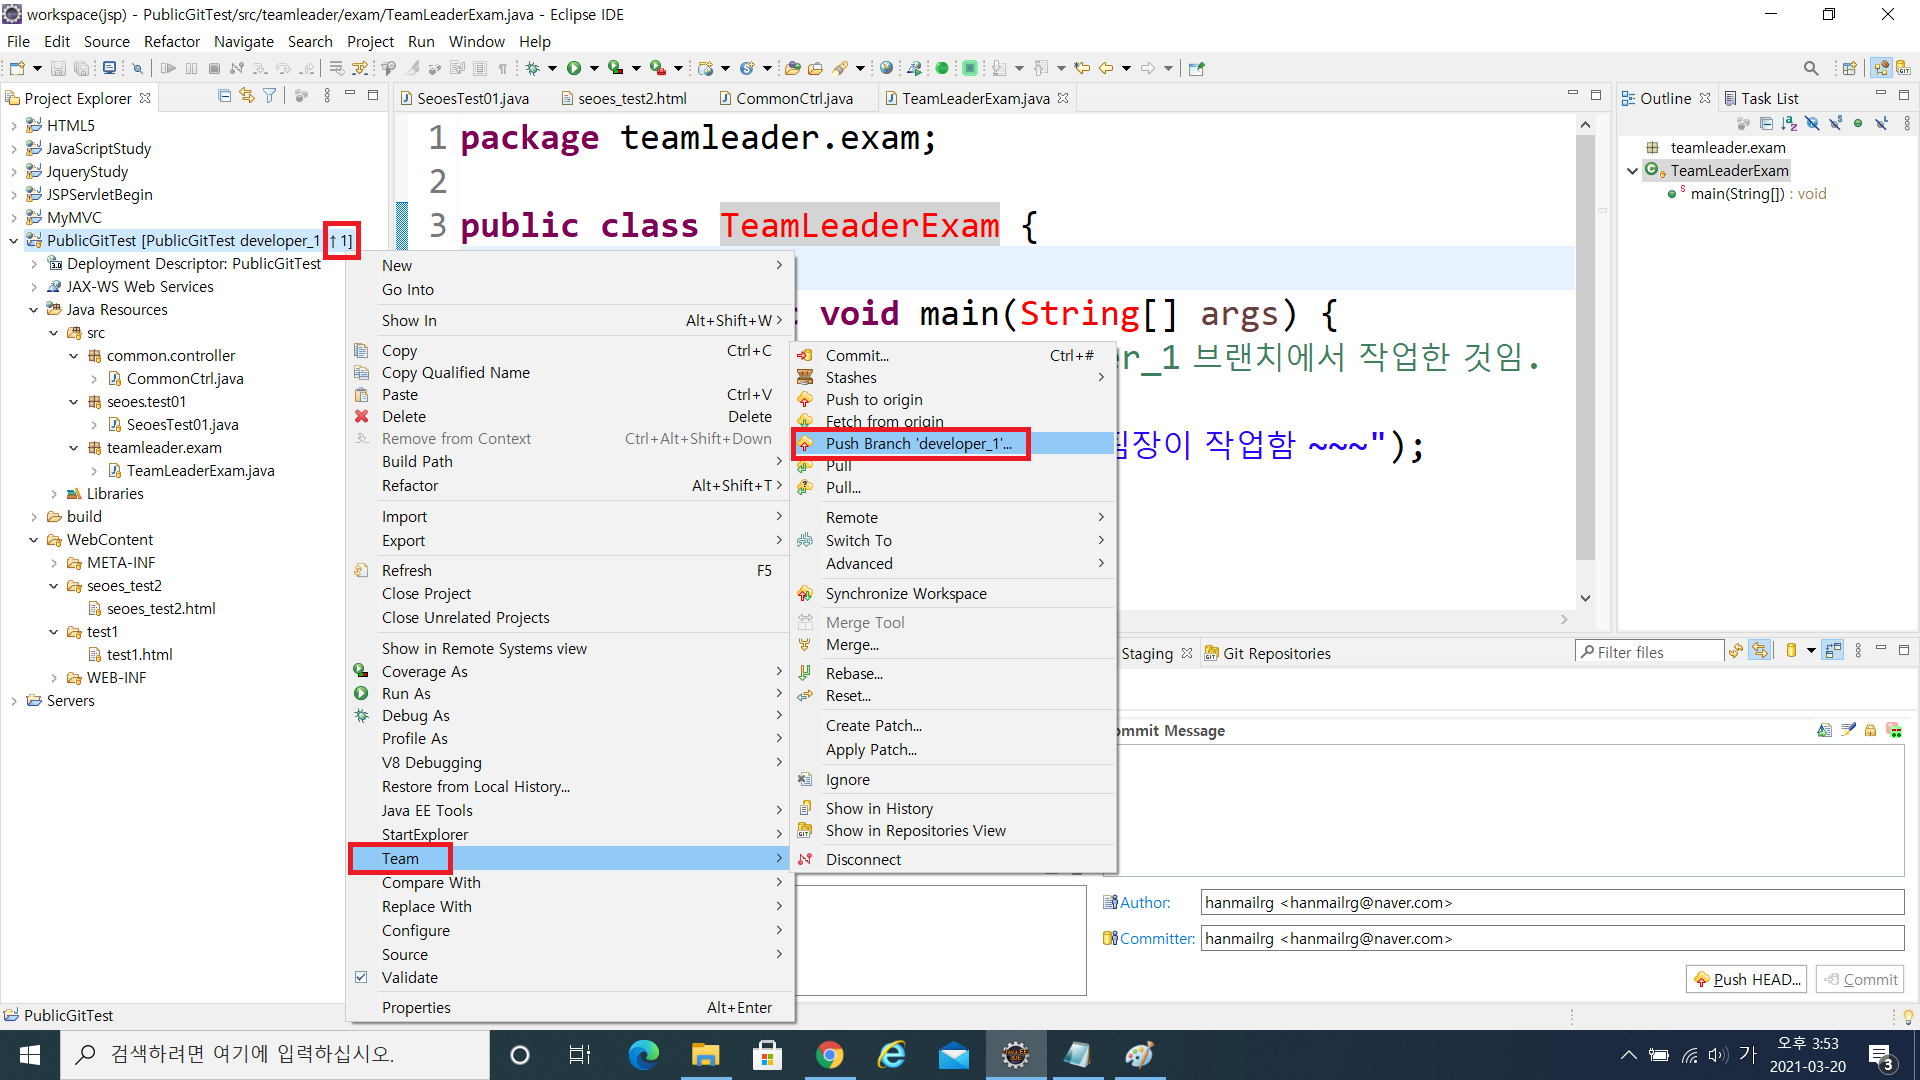 workspace(jsp) - PublicGitTest/src/teamleader/exam/TeamLeaderExam.java - Eclipse IDE
File Edit Source Refactor Navigate Search Project Run Window Help
Project Explorer
HTML5
JavaScriptStudy
JqueryStudy
JSPServletBegin
MyMVC
PublicGitTest [PublicGitTest developer_1 ↑1]
Deployment Descriptor: PublicGitTest
JAX-WS Web Services
Java Resources
src
common.controller
CommonCtrl.java
seoes.test01
SeoesTest01.java
teamleader.exam
TeamLeaderExam.java
Libraries
build
WebContent
META-INF
seoes_test2
seoes_test2.html
test1
test1.html
WEB-INF
Servers
SeoesTest01.java seoes_test2.html CommonCtrl.java TeamLeaderExam.java
1 package teamleader.exam;
2
3 public class TeamLeaderExam {
void main(String[] args) {
er_1 브랜치에서 작업한 것임.
팀장이 작업함 ~~~");
New
Go Into
Show In Alt+Shift+W
Copy Ctrl+C
Copy Qualified Name
Paste Ctrl+V
Delete Delete
Remove from Context Ctrl+Alt+Shift+Down
Build Path
Refactor Alt+Shift+T
Import
Export
Refresh F5
Close Project
Close Unrelated Projects
Show in Remote Systems view
Coverage As
Run As
Debug As
Profile As
V8 Debugging
Restore from Local History...
Java EE Tools
StartExplorer
Team
Compare With
Replace With
Configure
Source
Validate
Properties Alt+Enter
Commit... Ctrl+#
Stashes
Push to origin
Fetch from origin
Push Branch 'developer_1'...
Pull
Pull...
Remote
Switch To
Advanced
Synchronize Workspace
Merge Tool
Merge...
Rebase...
Reset...
Create Patch...
Apply Patch...
Ignore
Show in History
Show in Repositories View
Disconnect
Outline Task List
teamleader.exam
TeamLeaderExam
main(String[]) : void
Staging Git Repositories Filter files
ommit Message
Author: hanmailrg <hanmailrg@naver.com>
Committer: hanmailrg <hanmailrg@naver.com>
Push HEAD... Commit
PublicGitTest
검색하려면 여기에 입력하십시오.
가
오후 3:53
2021-03-20
3